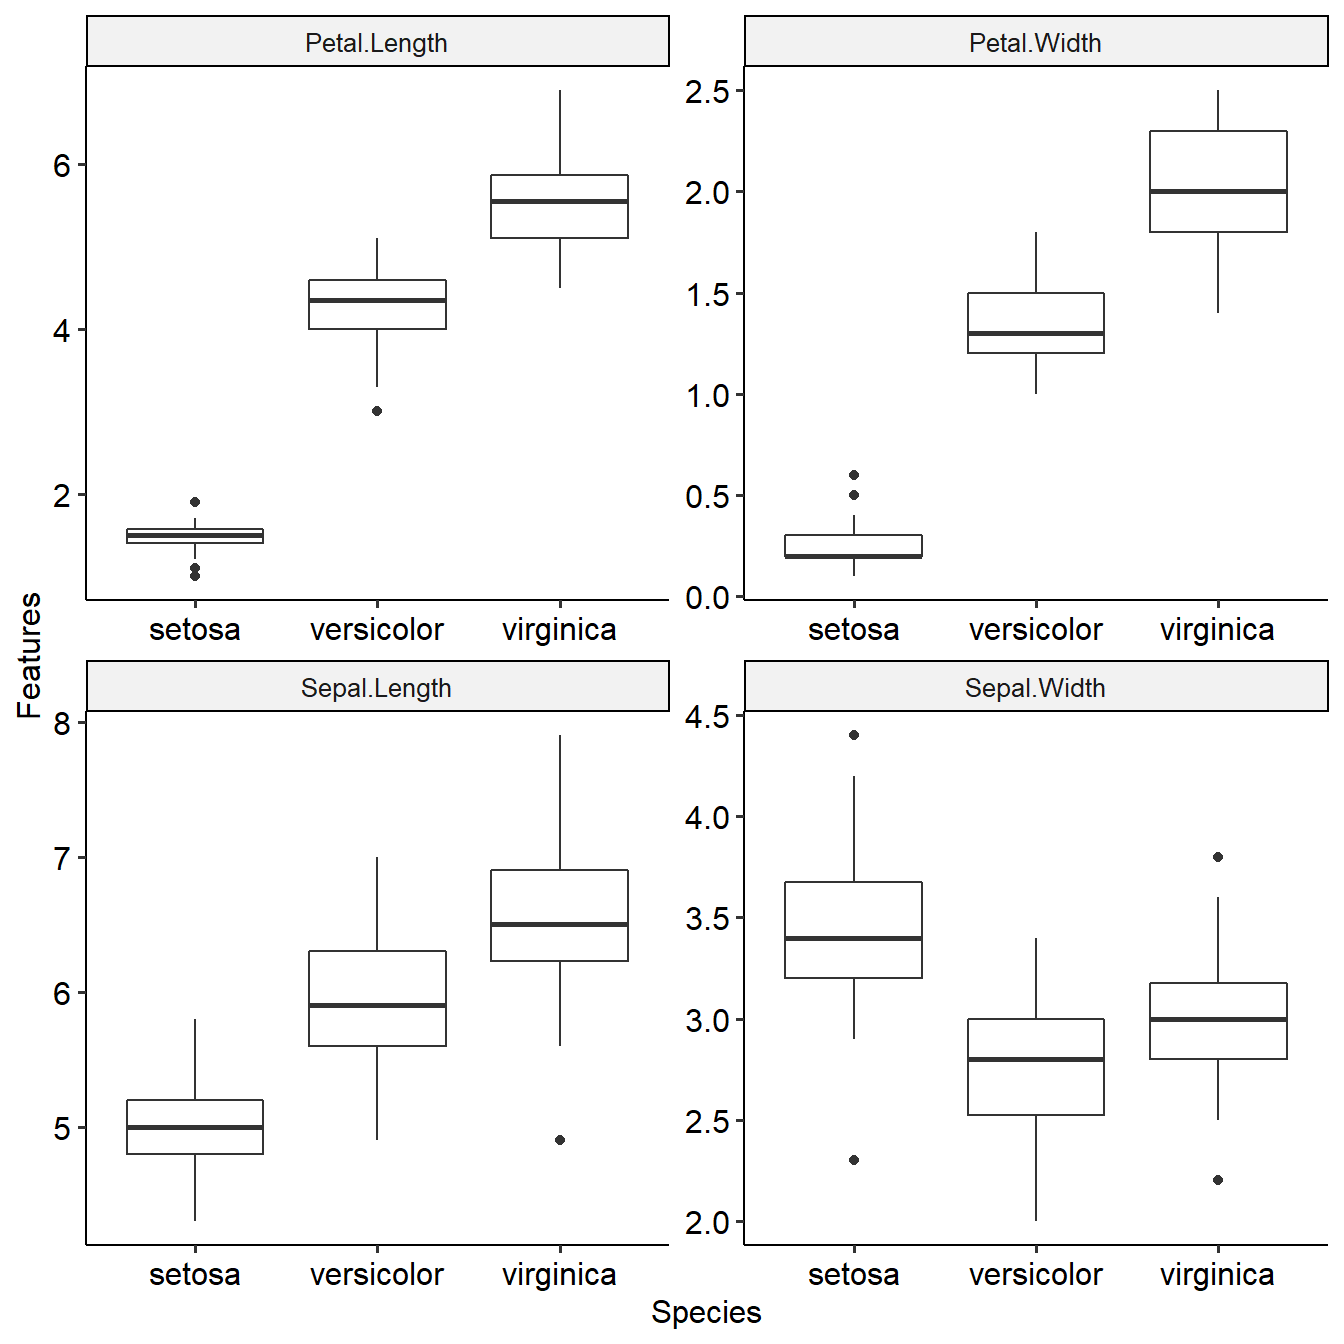 Petal.Length
Petal.Width
6
4
2
2.5
2.0
1.5
1.0
0.5
0.0
setosa versicolor virginica
setosa versicolor virginica
Features
Sepal.Length
Sepal.Width
8
7
6
5
4.5
4.0
3.5
3.0
2.5
2.0
setosa versicolor virginica
setosa versicolor virginica
Species